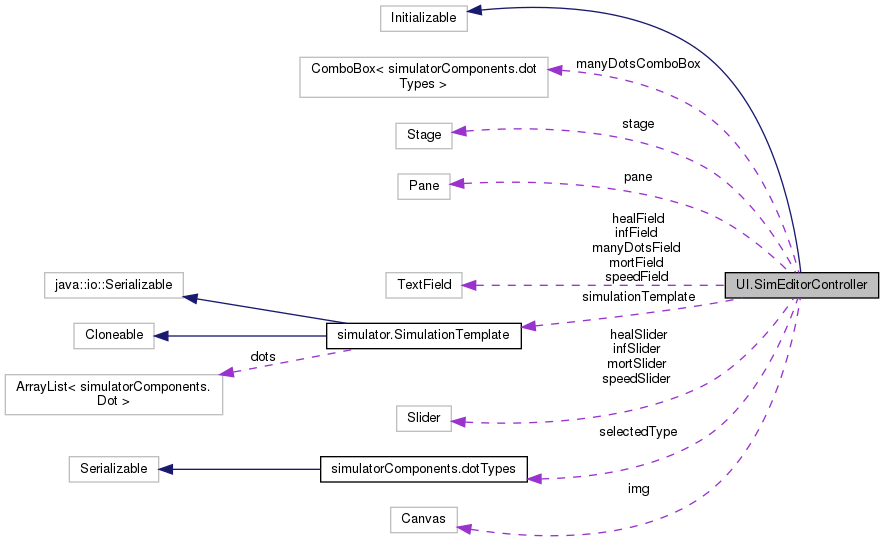 Initializable
ComboBox< simulatorComponents.dot
Types >
manyDotsComboBox
Stage
stage
Pane
pane
healField
infField
manyDotsField
mortField
speedField
TextField
UI.SimEditorController
java::io::Serializable
simulationTemplate
Cloneable
simulator.SimulationTemplate
dots
ArrayList< simulatorComponents.
Dot >
healSlider
infSlider
mortSlider
speedSlider
Slider
selectedType
Serializable
simulatorComponents.dotTypes
img
Canvas